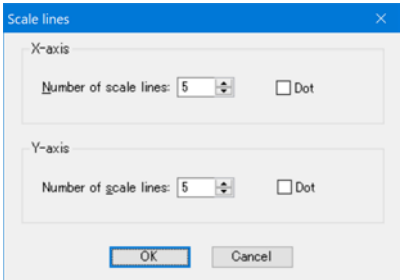 Scale lines
X-axis
Number of scale lines: 5 Dot
Y-axis
Number of scale lines: 5 Dot
OK Cancel